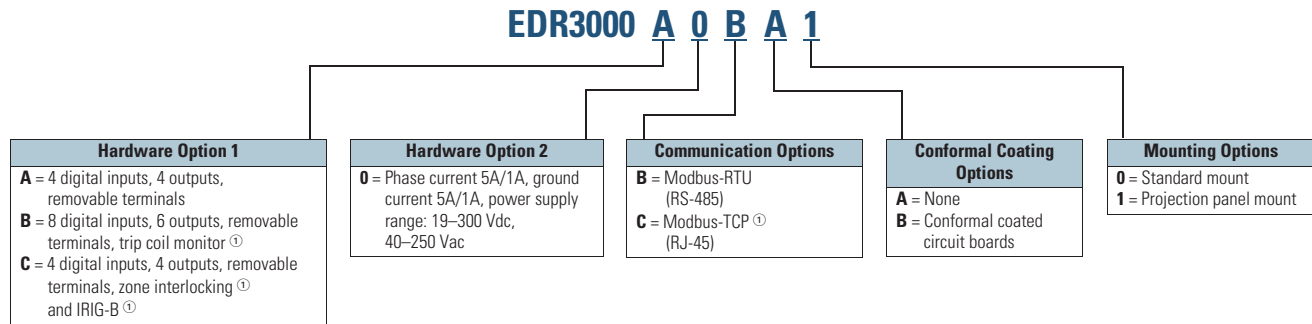 EDR3000 A 0 B A 1
Hardware Option 1
A = 4 digital inputs, 4 outputs,
removable terminals
B = 8 digital inputs, 6 outputs, removable
terminals, trip coil monitor ①
C = 4 digital inputs, 4 outputs, removable
terminals, zone interlocking ①
and IRIG-B ①
Hardware Option 2
0 = Phase current 5A/1A, ground
current 5A/1A, power supply
range: 19–300 Vdc,
40–250 Vac
Communication Options
B = Modbus-RTU
(RS-485)
C = Modbus-TCP ①
(RJ-45)
Conformal Coating
Options
A = None
B = Conformal coated
circuit boards
Mounting Options
0 = Standard mount
1 = Projection panel mount